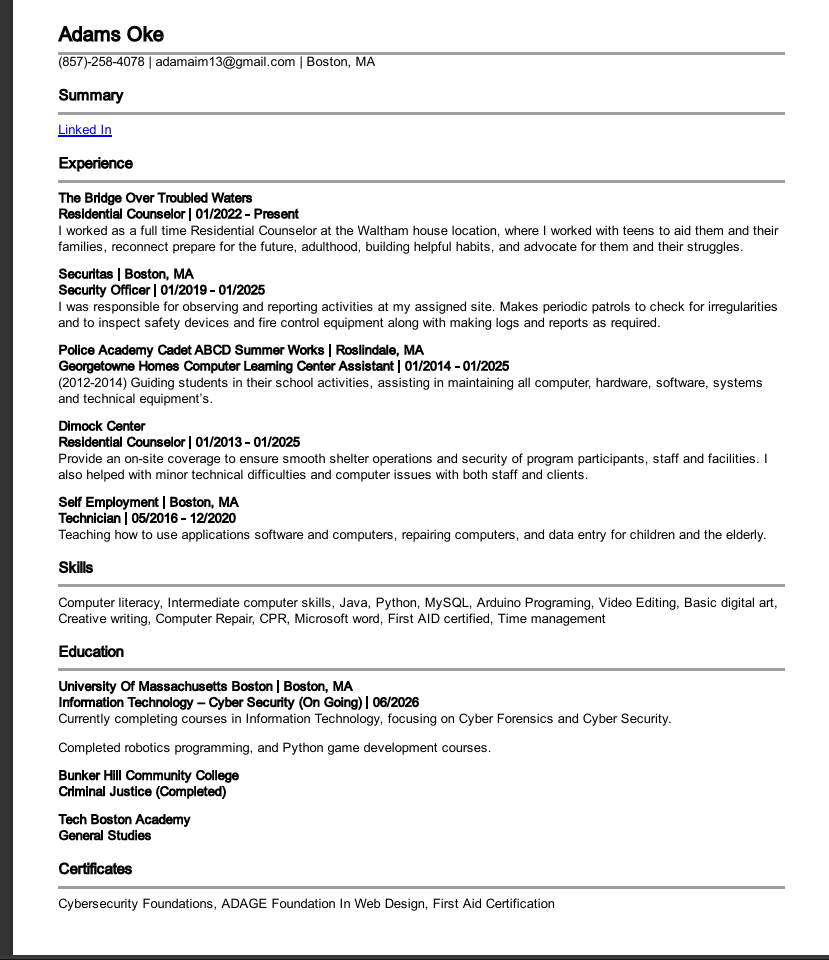 Adams Oke
(857)-258-4078 | adamaim13@gmail.com | Boston, MA
Summary
Linked In
Experience
The Bridge Over Troubled Waters
Residential Counselor | 01/2022 - Present
I worked as a full time Residential Counselor at the Waltham house location, where I worked with teens to aid them and their
families, reconnect prepare for the future, adulthood, building helpful habits, and advocate for them and their struggles.
Securitas | Boston, MA
Security Officer | 01/2019 - 01/2025
I was responsible for observing and reporting activities at my assigned site. Makes periodic patrols to check for irregularities
and to inspect safety devices and fire control equipment along with making logs and reports as required.
Police Academy Cadet ABCD Summer Works | Roslindale, MA
Georgetowne Homes Computer Learning Center Assistant | 01/2014 - 01/2025
(2012-2014) Guiding students in their school activities, assisting in maintaining all computer, hardware, software, systems
and technical equipment's.
Dimock Center
Residential Counselor | 01/2013 - 01/2025
Provide an on-site coverage to ensure smooth shelter operations and security of program participants, staff and facilities. I
also helped with minor technical difficulties and computer issues with both staff and clients.
Self Employment | Boston, MA
Technician | 05/2016 - 12/2020
Teaching how to use applications software and computers, repairing computers, and data entry for children and the elderly.
Skills
Computer literacy, Intermediate computer skills, Java, Python, MySQL, Arduino Programing, Video Editing, Basic digital art,
Creative writing, Computer Repair, CPR, Microsoft word, First AID certified, Time management
Education
University Of Massachusetts Boston | Boston, MA
Information Technology – Cyber Security (On Going) | 06/2026
Currently completing courses in Information Technology, focusing on Cyber Forensics and Cyber Security.
Completed robotics programming, and Python game development courses.
Bunker Hill Community College
Criminal Justice (Completed)
Tech Boston Academy
General Studies
Certificates
Cybersecurity Foundations, ADAGE Foundation In Web Design, First Aid Certification